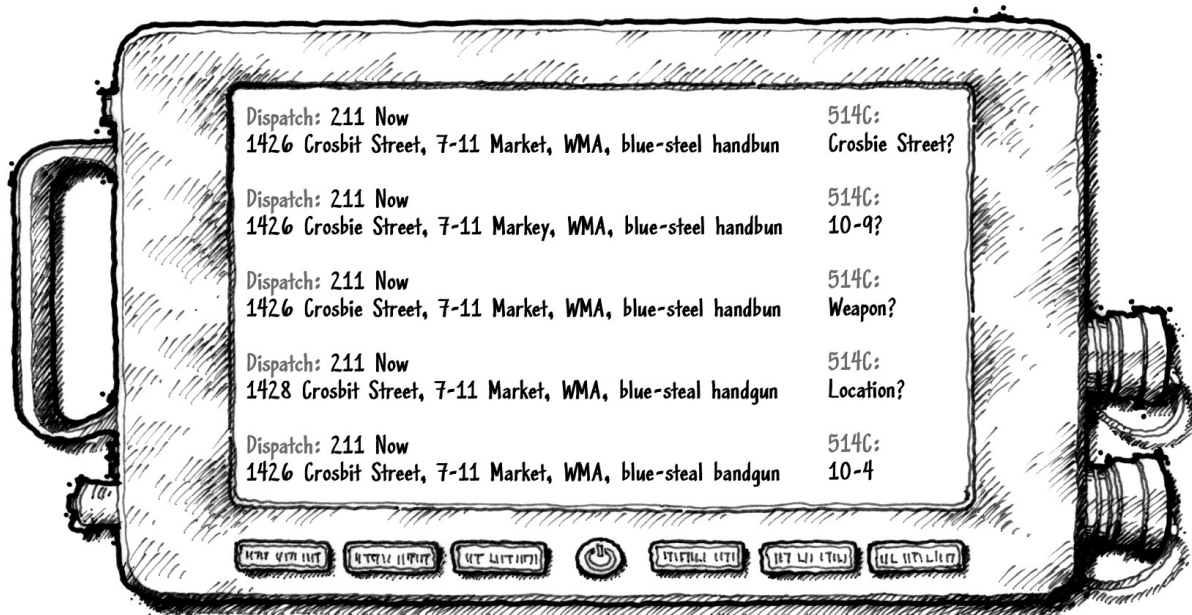 Dispatch: 211 Now 514C:
1426 Crosbit Street, 7-11 Market, WMA, blue-steel handbun Crosbie Street?
Dispatch: 211 Now 514C:
1426 Crosbie Street, 7-11 Markey, WMA, blue-steel handbun 10-9?
Dispatch: 211 Now 514C:
1426 Crosbie Street, 7-11 Market, WMA, blue-steel handbun Weapon?
Dispatch: 211 Now 514C:
1428 Crosbit Street, 7-11 Market, WMA, blue-steal handgun Location?
Dispatch: 211 Now 514C:
1426 Crosbit Street, 7-11 Market, WMA, blue-steal bandgun 10-4